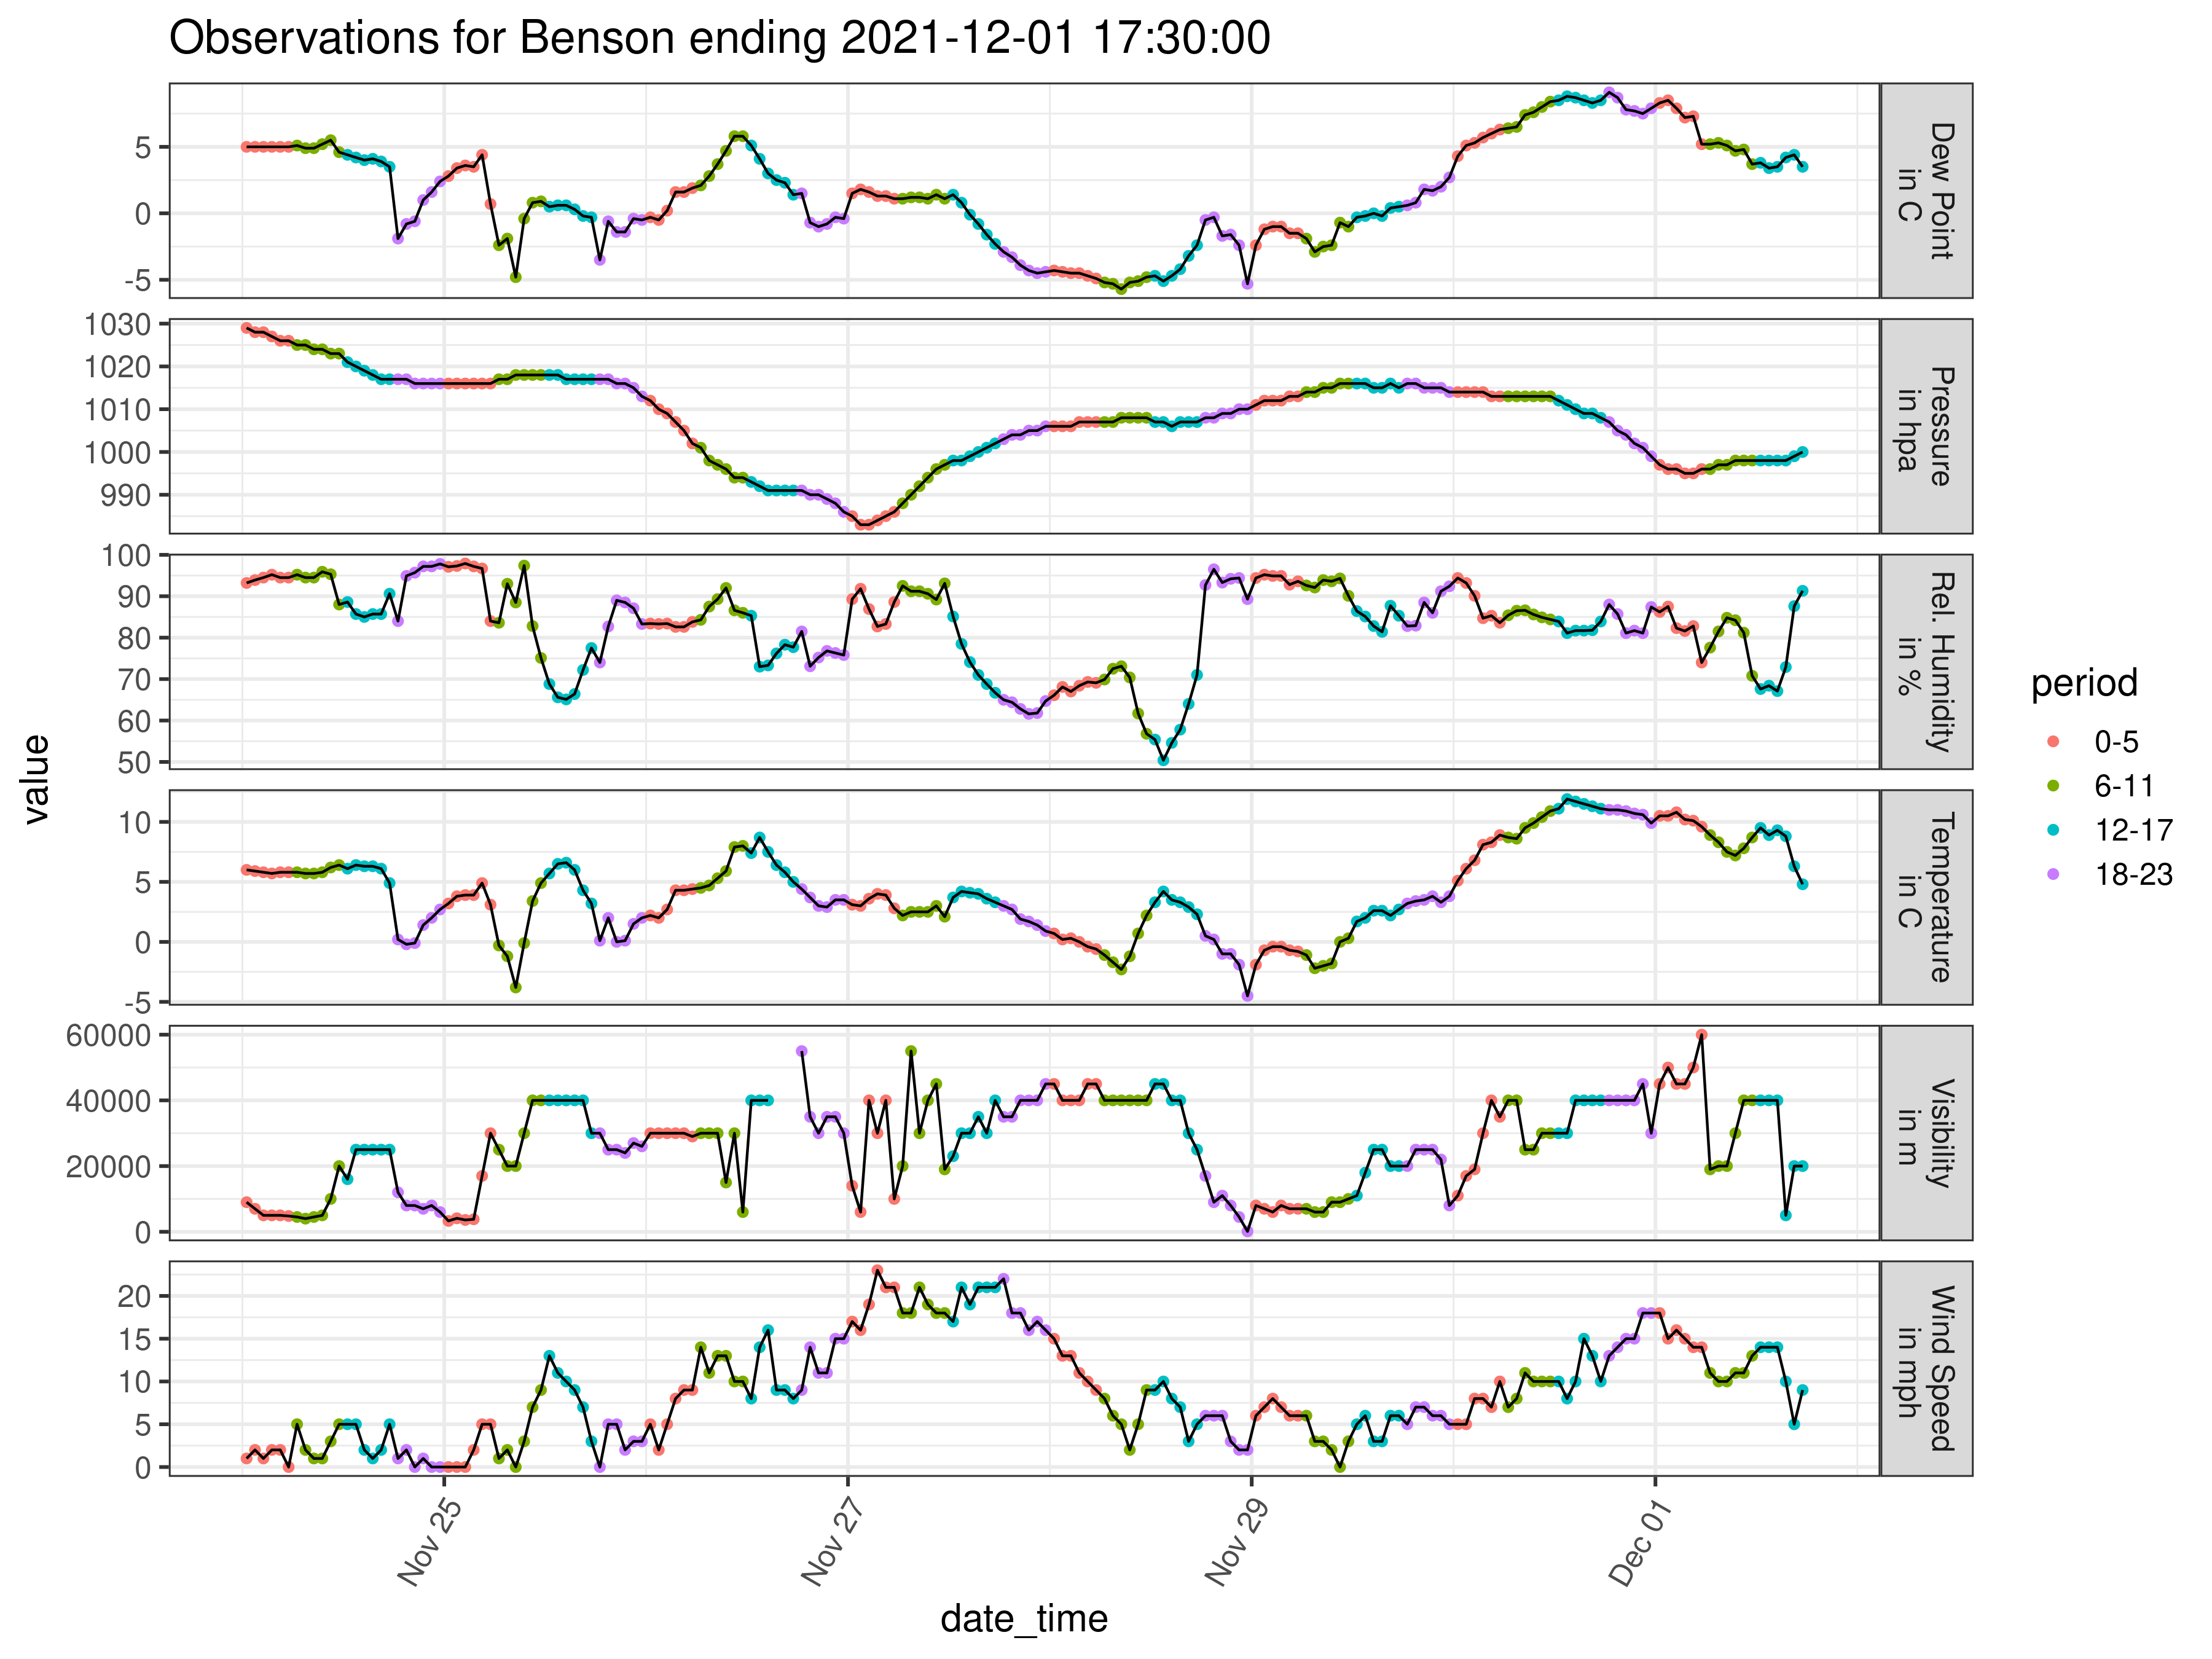 Observations for Benson ending 2021-12-01 17:30:00
value
5
0
-5
Dew Point
in C
1030
1020
1010
1000
990
Pressure
in hpa
100
90
80
70
60
50
Rel. Humidity
in %
10
5
0
-5
Temperature
in C
60000
40000
20000
0
Visibility
in m
20
15
10
5
0
Wind Speed
in mph
Nov 25
Nov 27
Nov 29
Dec 01
date_time
period
0-5
6-11
12-17
18-23